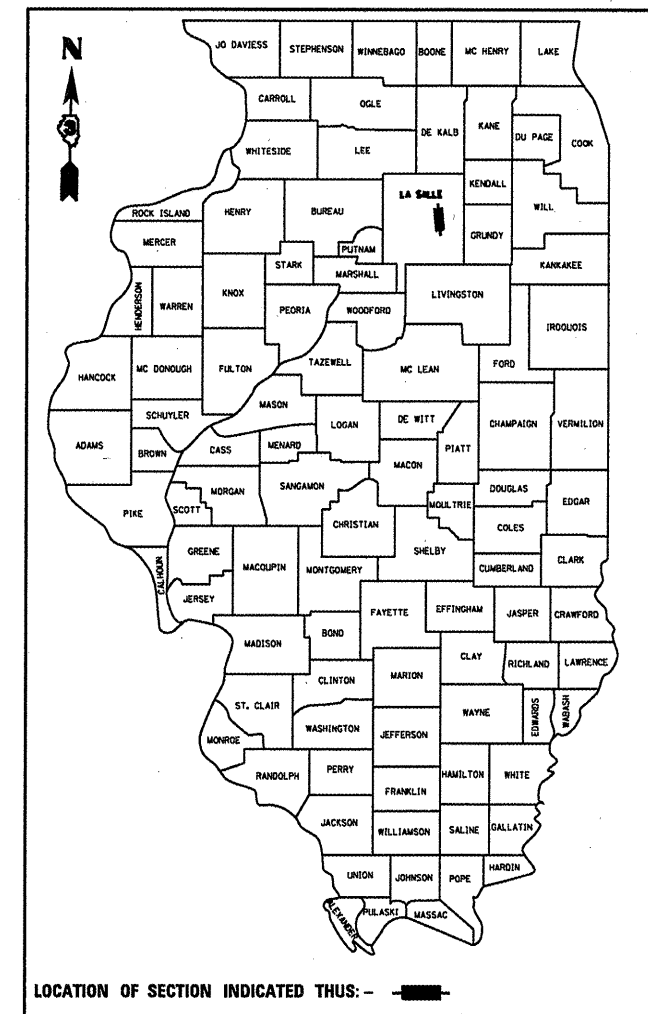 N
JO DAVIESS STEPHENSON WINNEBAGO BOONE MC HENRY LAKE
CARROLL OGLE DE KALB KANE DU PAGE COOK
WHITESIDE LEE
LA SALLE KENDALL WILL
ROCK ISLAND HENRY BUREAU
MERCER PUTNAM GRUNDY
STARK MARSHALL KANKAKEE
HENDERSON WARREN KNOX PEORIA WOODFORD LIVINGSTON IROQUOIS
HANCOCK MC DONOUGH FULTON TAZEWELL MC LEAN FORD
SCHUYLER MASON LOGAN DE WITT CHAMPAIGN VERMILION
ADAMS BROWN CASS MENARD MACON PIATT
PIKE SCOTT MORGAN SANGAMON MOULTRIE DOUGLAS EDGAR
CHRISTIAN COLES
CALHOUN GREENE MACOUPIN MONTGOMERY SHELBY CUMBERLAND CLARK
JERSEY FAYETTE EFFINGHAM JASPER CRAWFORD
MADISON BOND
CLINTON MARION CLAY RICHLAND LAWRENCE
ST. CLAIR WASHINGTON WAYNE EDWARDS WABASH
MONROE JEFFERSON
RANDOLPH PERRY FRANKLIN HAMILTON WHITE
JACKSON WILLIAMSON SALINE GALLATIN
UNION JOHNSON POPE HARDIN
ALEXANDER PULASKI MASSAC
LOCATION OF SECTION INDICATED THUS: -